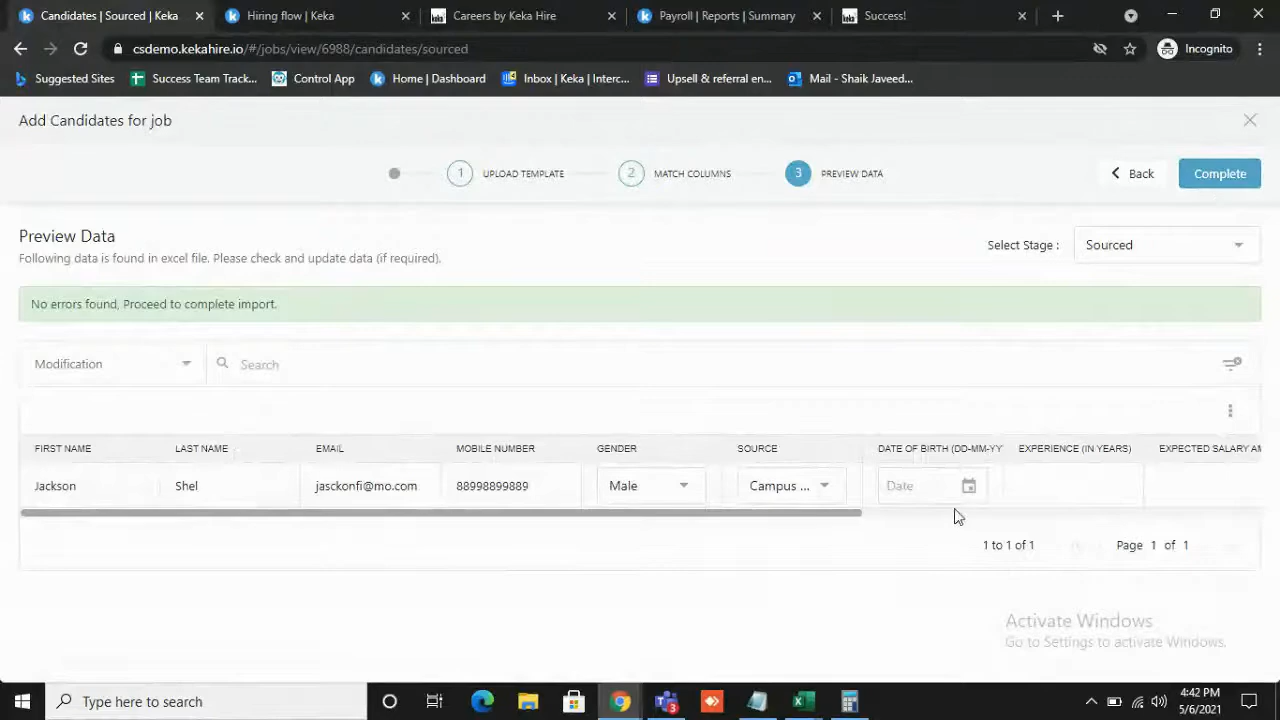 Candidates | Sourced | Keka
Hiring flow | Keka
Careers by Keka Hire
Payroll | Reports | Summary
Success!
csdemo.kekahire.io/#/jobs/view/6988/candidates/sourced
Incognito
Suggested Sites
Success Team Track...
Control App
Home | Dashboard
Inbox | Keka | Interc...
Upsell & referral en...
Mail - Shaik Javeed...
Add Candidates for job
1 UPLOAD TEMPLATE
2 MATCH COLUMNS
3 PREVIEW DATA
Back
Complete
Preview Data
Following data is found in excel file. Please check and update data (if required).
Select Stage :
Sourced
No errors found, Proceed to complete import.
Modification
Search
FIRST NAME LAST NAME EMAIL MOBILE NUMBER GENDER SOURCE DATE OF BIRTH (DD-MM-YY EXPERIENCE (IN YEARS) EXPECTED SALARY AM
Jackson Shel jasckonfi@mo.com 88998899889 Male Campus ... Date
1 to 1 of 1 Page 1 of 1
Activate Windows
Go to Settings to activate Windows.
Type here to search
3
4:42 PM
5/6/2021